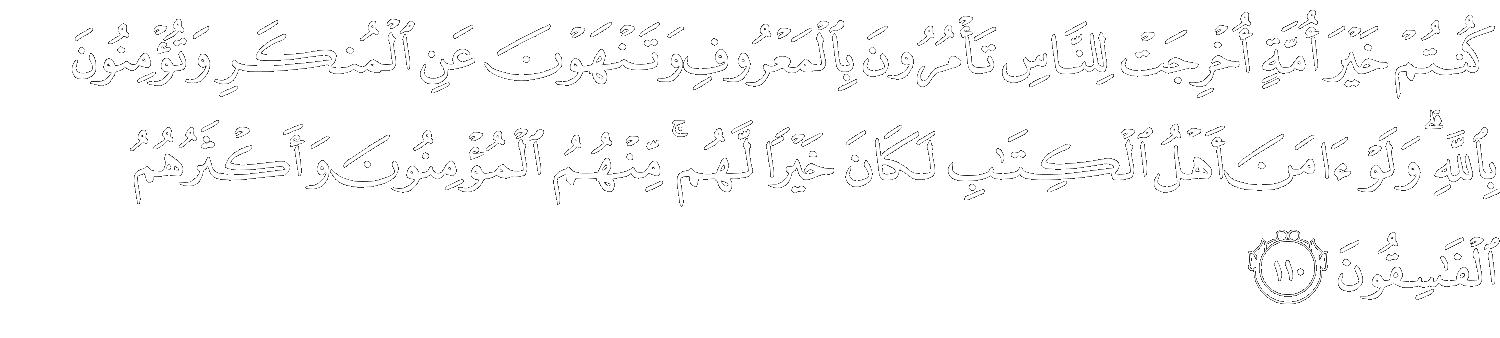 كُنتُمْ خَيْرَ أُمَّةٍ أُخْرِجَتْ لِلنَّاسِ تَأْمُرُونَ بِٱلْمَعْرُوفِ وَتَنْهَوْنَ عَنِ ٱلْمُنكَرِ وَتُؤْمِنُونَ
بِٱللَّهِ ۗ وَلَوْ ءَامَنَ أَهْلُ ٱلْكِتَٰبِ لَكَانَ خَيْرًا لَّهُم ۚ مِّنْهُمُ ٱلْمُؤْمِنُونَ وَأَكْثَرُهُمُ
ٱلْفَٰسِقُونَ ١١٠